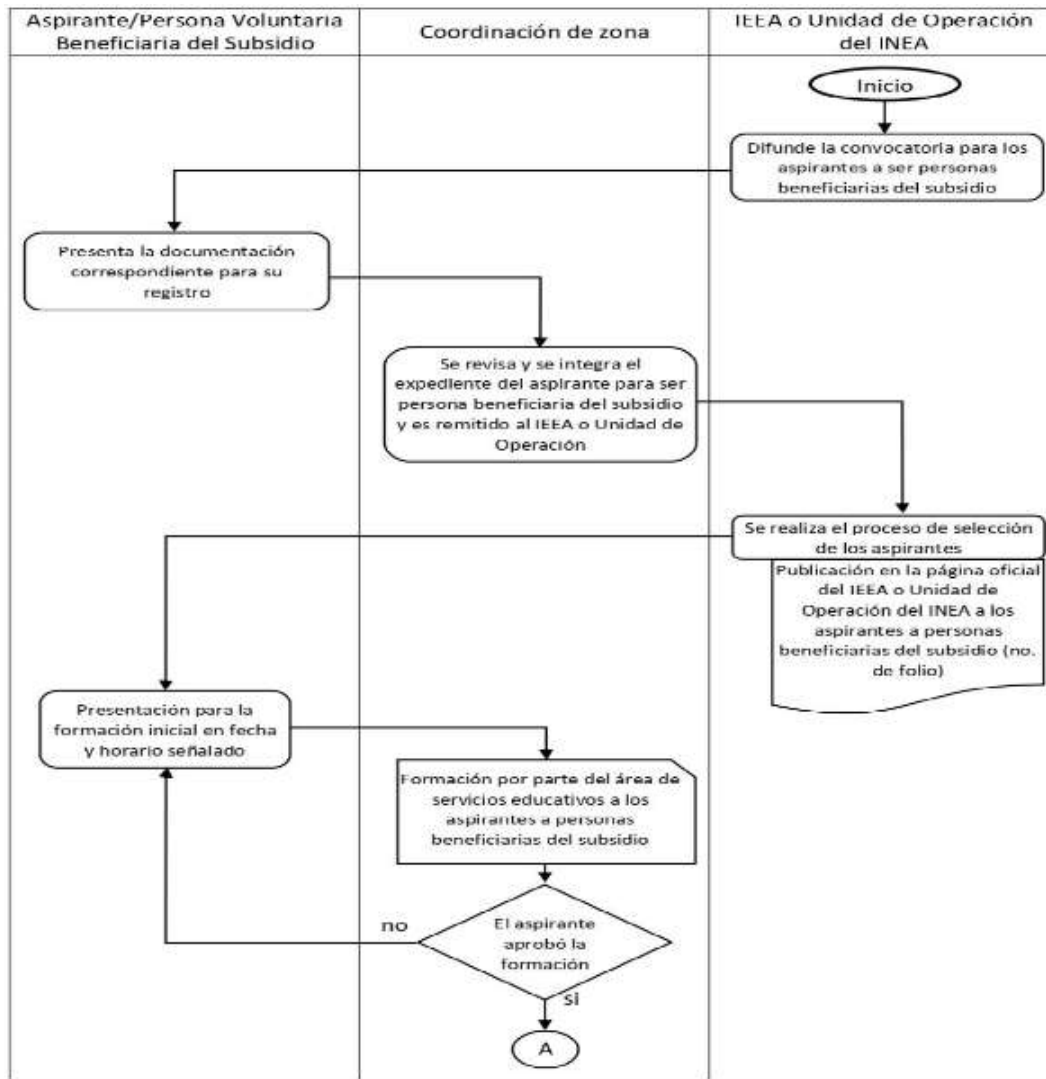 Aspirante/Persona Voluntaria
Beneficiaria del Subsidio
Coordinación de zona
IEEA o Unidad de Operación
del INEA
Inicio
Difunde la convocatoria para los
aspirantes a ser personas
beneficiarias del subsidio
Presenta la documentación
correspondiente para su
registro
Se revisa y se integra el
expediente del aspirante para ser
persona beneficiaria del subsidio
y es remitido al IEEA o Unidad de
Operación
Se realiza el proceso de selección
de los aspirantes
Publicación en la página oficial
del IEEA o Unidad de
Operación del INEA a los
aspirantes a personas
beneficiarias del subsidio (no.
de folio)
Presentación para la
formación inicial en fecha
y horario señalado
Formación por parte del área de
servicios educativos a los
aspirantes a personas
beneficiarias del subsidio
no
El aspirante
aprobó la
formación
si
A